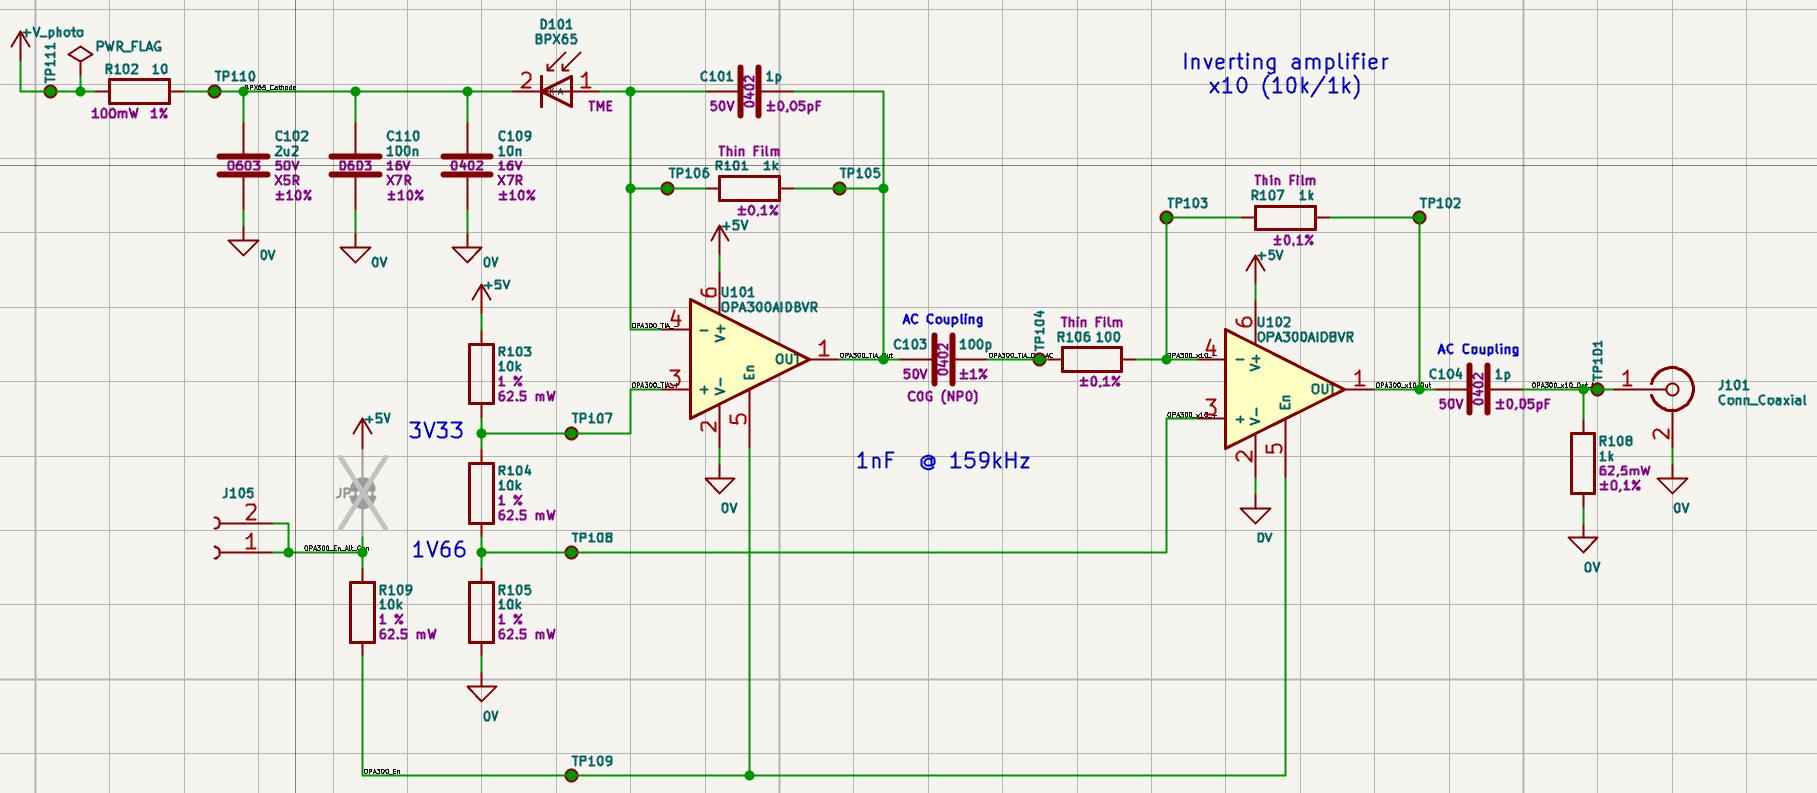 +V_photo
TP111
PWR_FLAG
R102 10
100mW 1%
TP110
BPX65_Cathode
D101
BPX65
2
1
TME
C101
1p
0402
50V
±0,05pF
Inverting amplifier
x10 (10k/1k)
C102
2u2
0603
50V
X5R
±10%
0V
C110
100n
0603
16V
X7R
±10%
0V
C109
10n
0402
16V
X7R
±10%
0V
Thin Film
R101 1k
±0,1%
TP106
TP105
+5V
U101
OPA300AIDBVR
6
4
3
1
2
5
-
+
V+
V-
En
OUT
OPA300_TIA_Out
0V
+5V
R103
10k
1 %
62.5 mW
3V33
TP107
R104
10k
1 %
62.5 mW
1V66
TP108
R105
10k
1 %
62.5 mW
0V
+5V
J105
2
1
R109
10k
1 %
62.5 mW
OPA300_En
TP109
AC Coupling
C103
100p
0402
50V
±1%
C0G (NP0)
1nF @ 159kHz
TP104
Thin Film
R106 100
±0,1%
TP103
Thin Film
R107 1k
±0,1%
TP102
+5V
U102
OPA300AIDBVR
6
4
3
1
2
5
-
+
V+
V-
En
OUT
OPA300_x10_Out
0V
AC Coupling
C104
1p
0402
50V
±0,05pF
TP101
1
2
J101
Conn_Coaxial
0V
R108
1k
62,5mW
±0,1%
0V